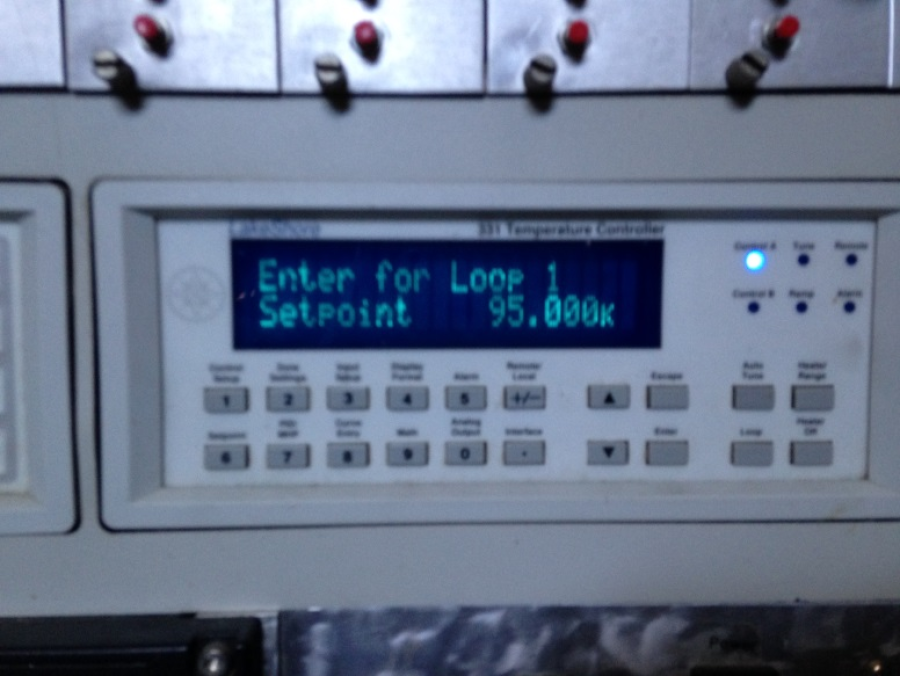 LakeShore
331 Temperature Controller
Enter for Loop 1
Setpoint 95.000K
Control A
Tune
Remote
Control B
Ramp
Alarm
Control Setup
Zone Settings
Input Setup
Display Format
Alarm
Remote/ Local
Escape
Auto Tune
Heater Range
1
2
3
4
5
+/−
▲
Setpoint
PID/ MHP
Curve Entry
Math
Analog Output
Interface
Enter
Loop
Heater Off
6
7
8
9
0
.
▼